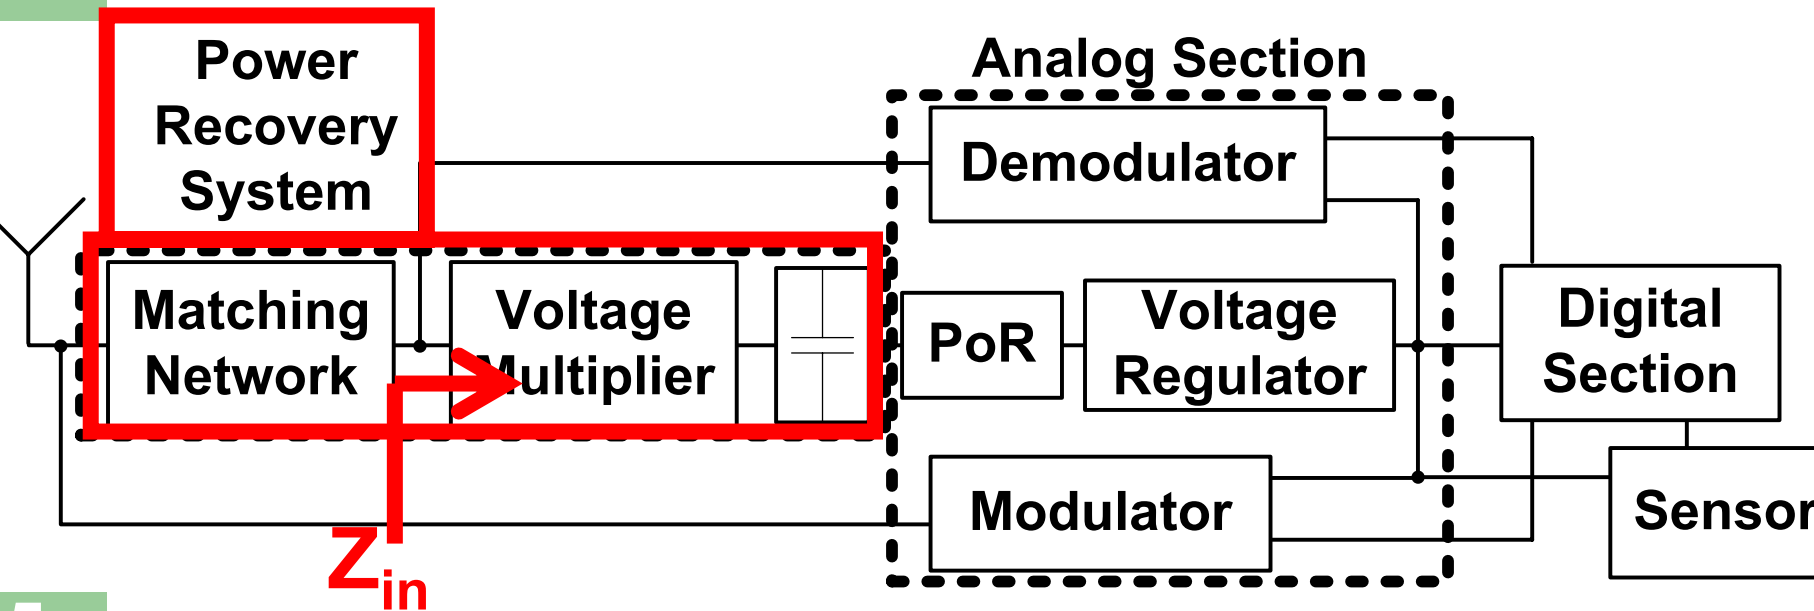 Power
Recovery
System
Analog Section
Demodulator
Matching
Network
Voltage
Multiplier
PoR
Voltage
Regulator
Digital
Section
Modulator
Sensor
Zin